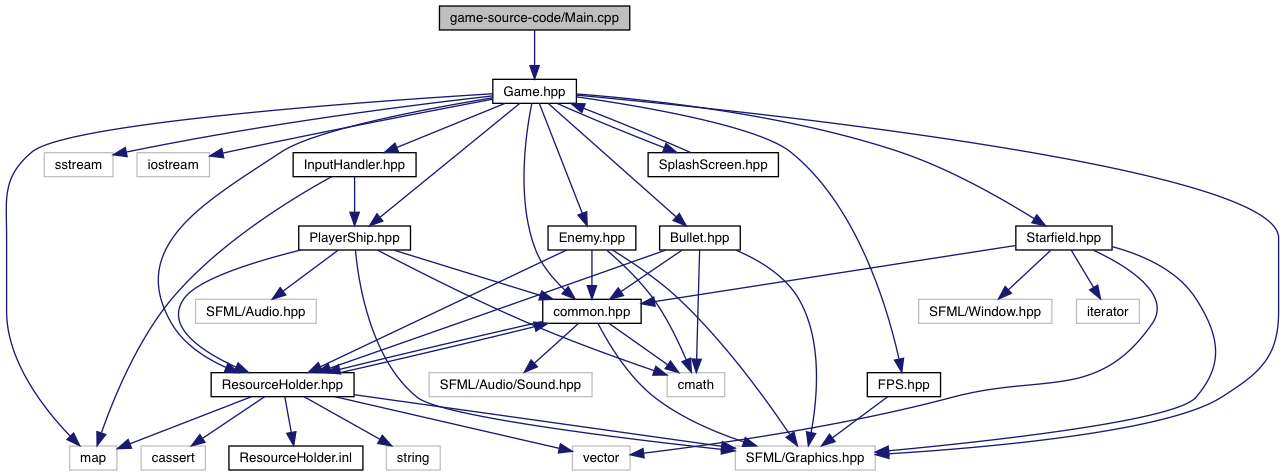 game-source-code/Main.cpp
Game.hpp
sstream
iostream
InputHandler.hpp
SplashScreen.hpp
PlayerShip.hpp
Enemy.hpp
Bullet.hpp
Starfield.hpp
SFML/Audio.hpp
common.hpp
SFML/Window.hpp
iterator
ResourceHolder.hpp
SFML/Audio/Sound.hpp
cmath
FPS.hpp
map
cassert
ResourceHolder.inl
string
vector
SFML/Graphics.hpp